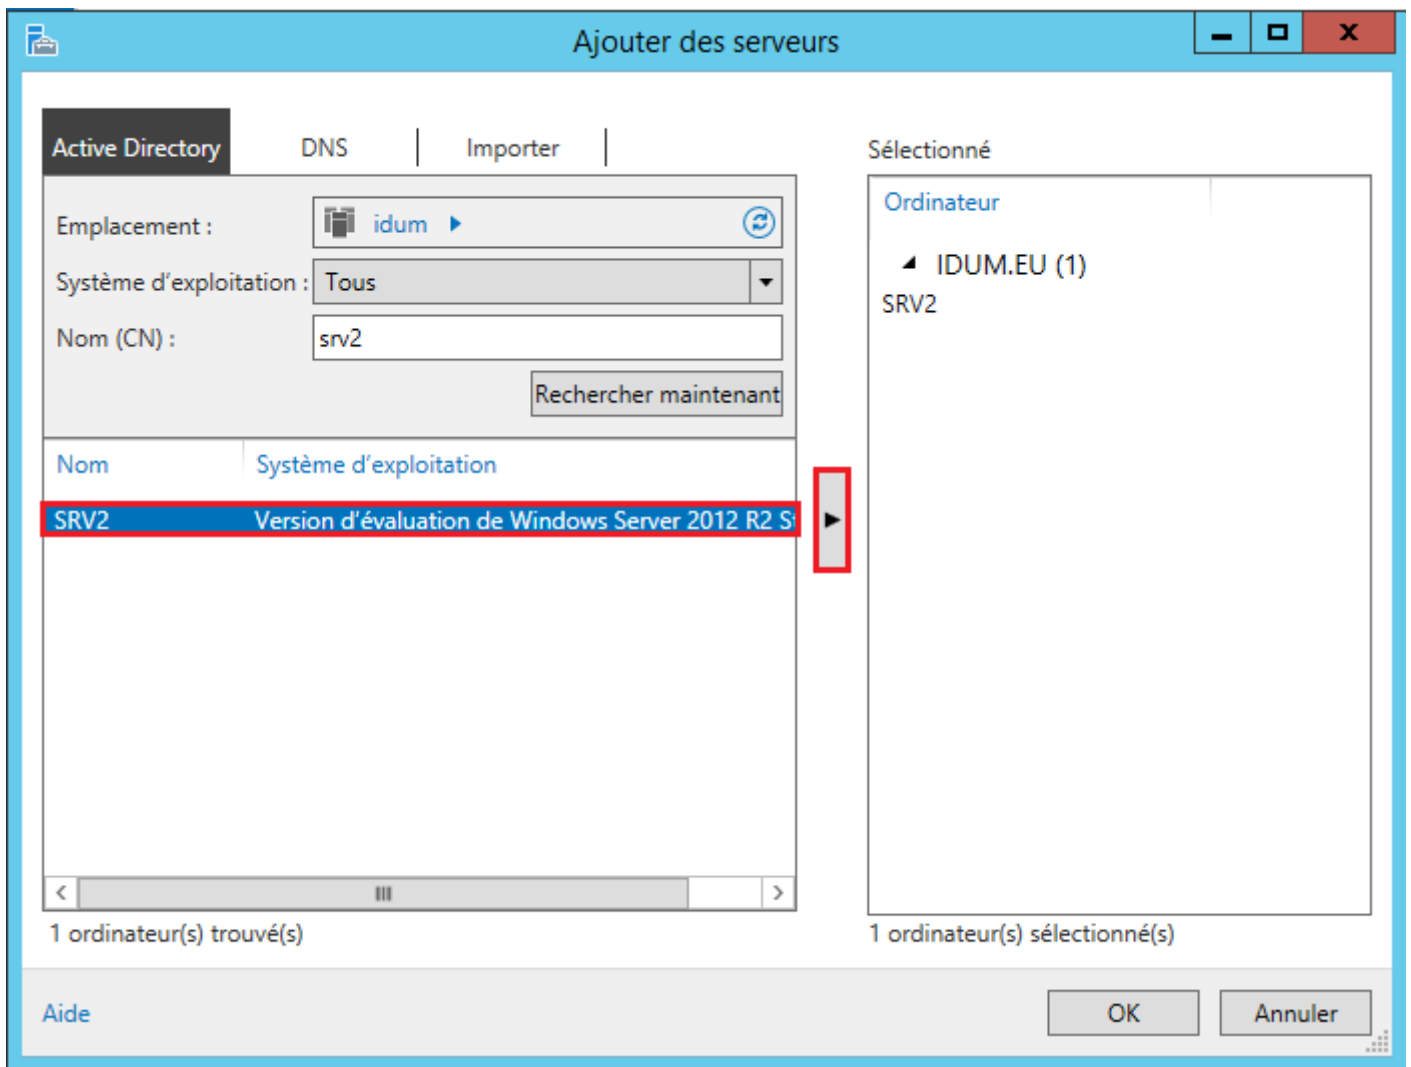 Ajouter des serveurs
Active Directory
DNS
Importer
Sélectionné
Emplacement :
idum
Système d'exploitation :
Tous
Nom (CN) :
srv2
Rechercher maintenant
Nom
Système d'exploitation
SRV2
Version d'évaluation de Windows Server 2012 R2
1 ordinateur(s) trouvé(s)
Ordinateur
IDUM.EU (1)
SRV2
1 ordinateur(s) sélectionné(s)
Aide
OK
Annuler